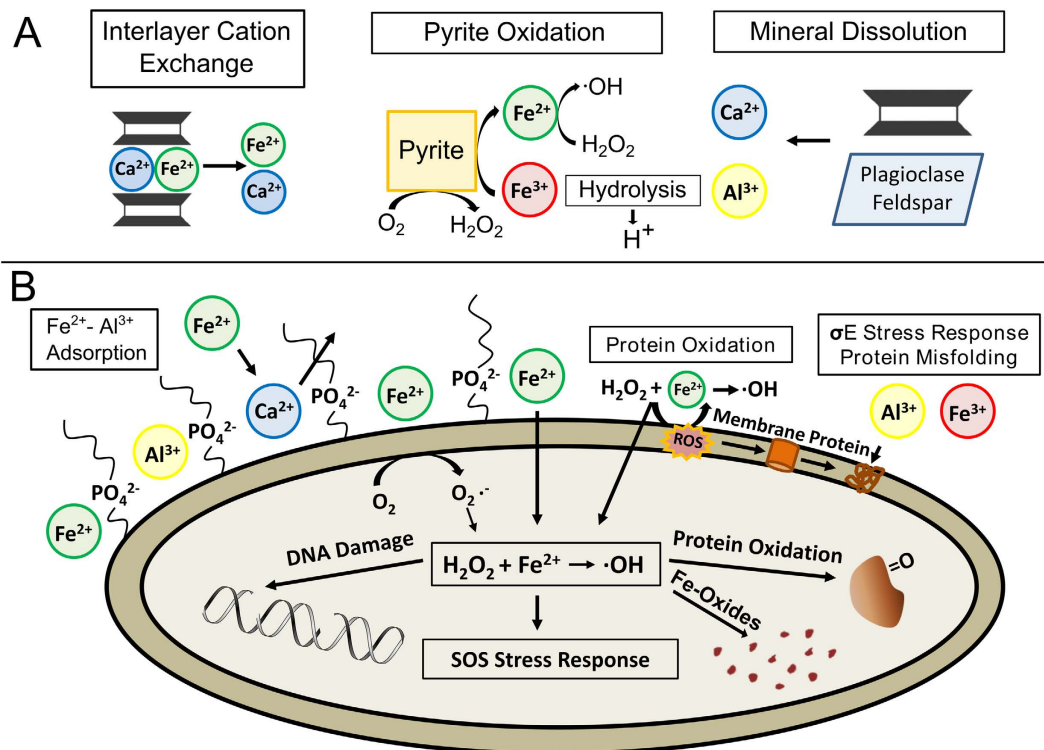 A
Interlayer Cation
Exchange
Ca²⁺
Fe²⁺
Fe²⁺
Ca²⁺
Pyrite Oxidation
Pyrite
O₂
H₂O₂
Fe²⁺
Fe³⁺
·OH
H₂O₂
Hydrolysis
H⁺
Mineral Dissolution
Ca²⁺
Al³⁺
Plagioclase
Feldspar
B
Fe²⁺- Al³⁺
Adsorption
Fe²⁺
Ca²⁺
PO₄²⁻
Al³⁺
PO₄²⁻
PO₄²⁻
Fe²⁺
Fe²⁺
PO₄²⁻
Fe²⁺
Protein Oxidation
H₂O₂ + Fe²⁺ → ·OH
ROS
Membrane Protein
σE Stress Response
Protein Misfolding
Al³⁺
Fe³⁺
O₂
O₂·⁻
DNA Damage
H₂O₂ + Fe²⁺ → ·OH
Protein Oxidation
=O
Fe-Oxides
SOS Stress Response